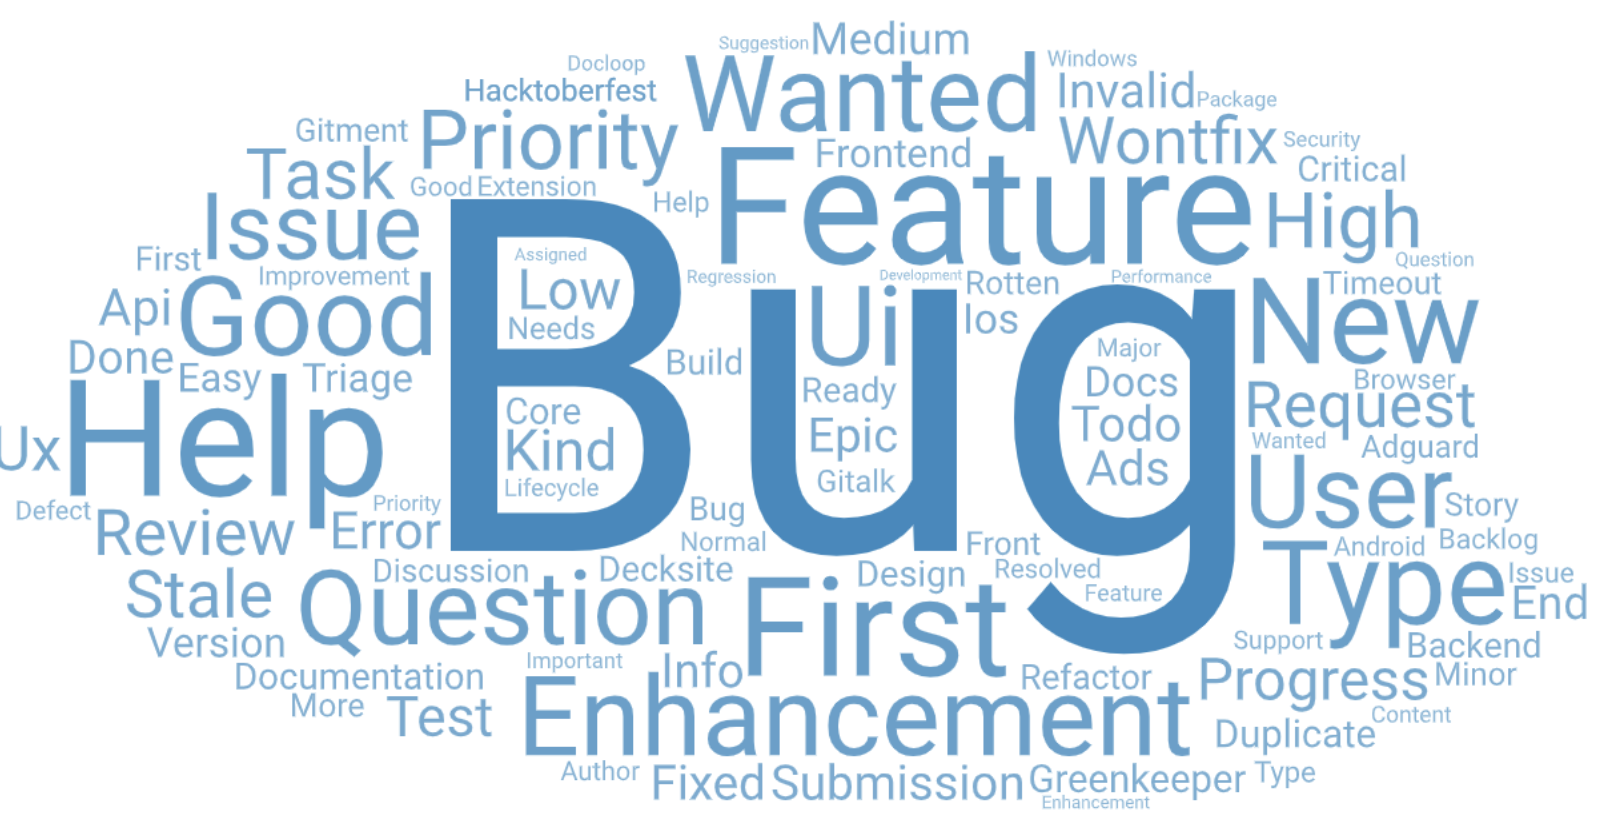 Suggestion
Medium
Docloop
Windows
Hacktoberfest
Wanted
Invalid
Package
Gitment
Priority
Frontend
Wontfix
Security
Task
Good
Extension
Help
Feature
Critical
Issue
High
First
Improvement
Assigned
Regression
Development
Rotten
Performance
Question
Timeout
Api
Good
Low
Needs
Bug
Ui
Ios
New
Done
Easy
Triage
Build
Ready
Major
Docs
Browser
Request
Ux
Help
Core
Kind
Lifecycle
Epic
Gitalk
Todo
Ads
Wanted
Adguard
User
Story
Defect
Priority
Review
Error
Bug
Normal
Front
Android
Backlog
Discussion
Decksite
Design
Resolved
Feature
Type
Issue
End
Stale
Question
First
Version
Support
Backend
Important
Info
Documentation
Refactor
Progress
Minor
More
Test
Enhancement
Content
Duplicate
Author
Fixed
Submission
Greenkeeper
Type
Enhancement